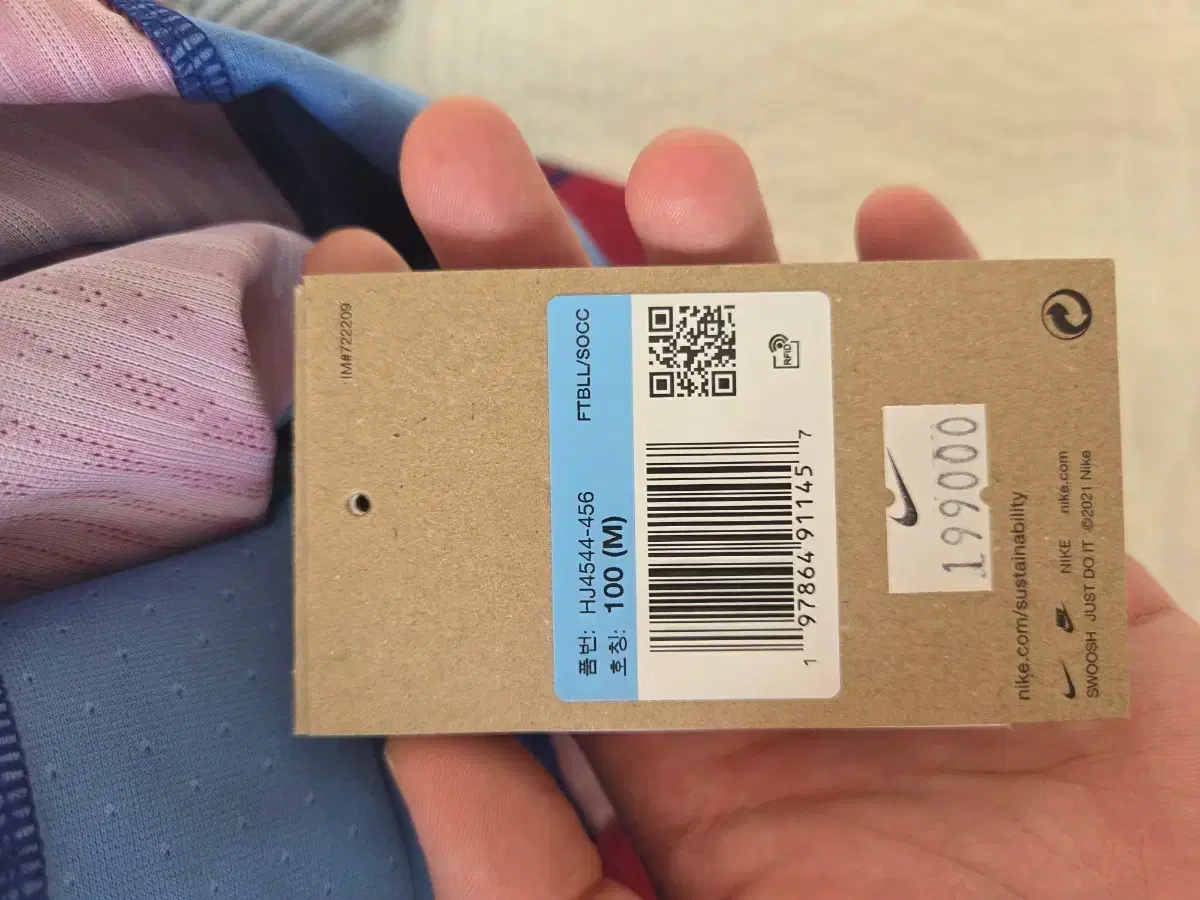 IM#722209
FTBLL/SOCC
품번: HJ4544-456
호칭: 100 (M)
RFID
1 97864 91145 7
199000
nike.com/sustainability
NIKE nike.com
SWOOSH JUST DO IT ©2021 Nike